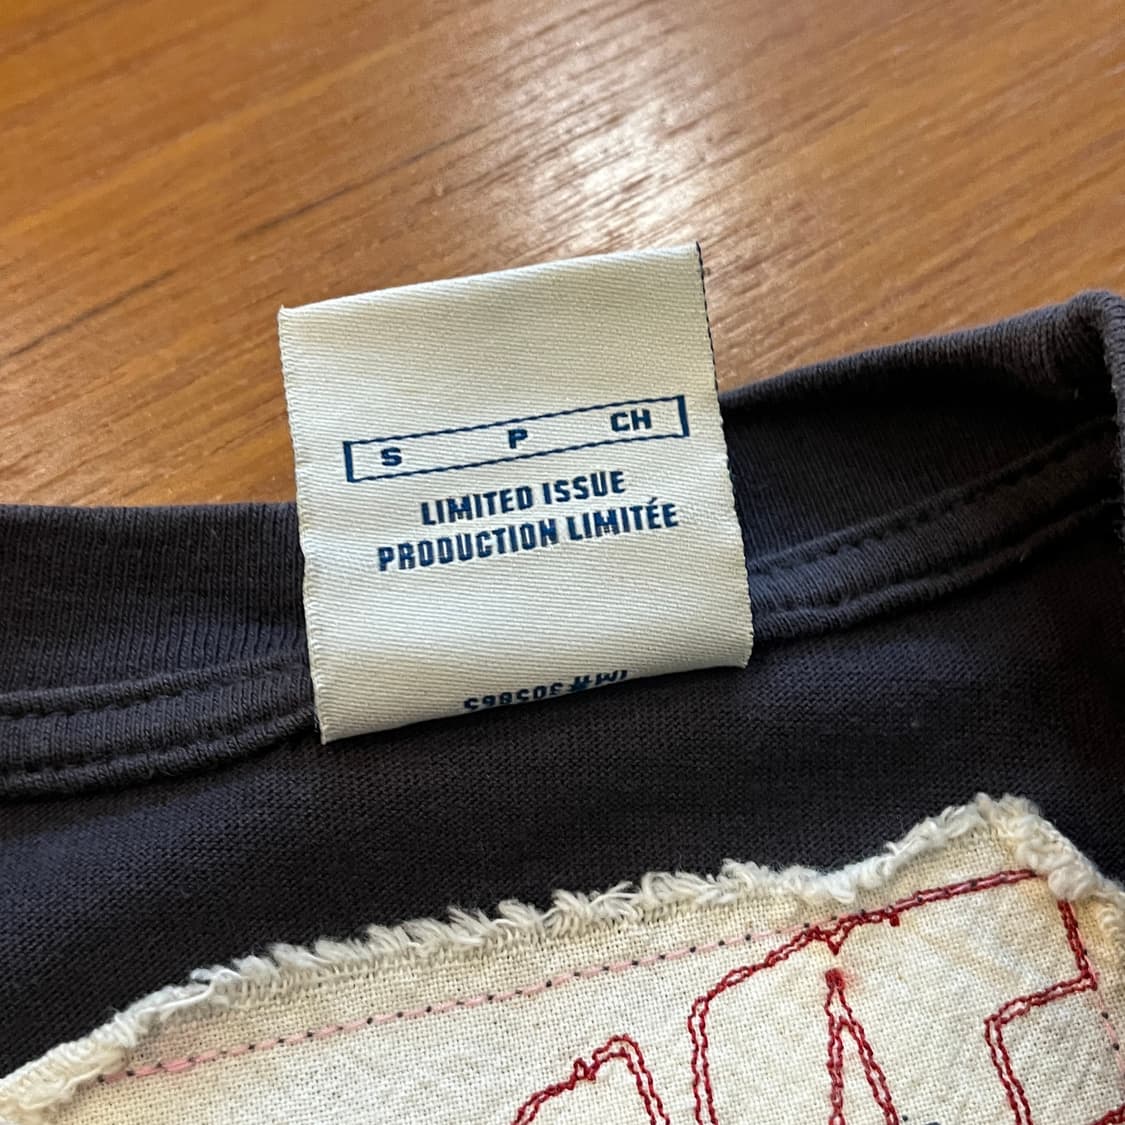 S P CH
LIMITED ISSUE
PRODUCTION LIMITÉE